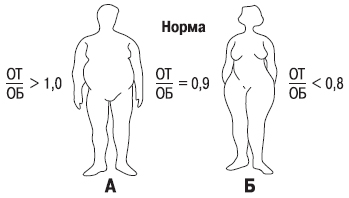 Норма
ОТ/ОБ > 1,0
ОТ/ОБ = 0,9
ОТ/ОБ < 0,8
А
Б